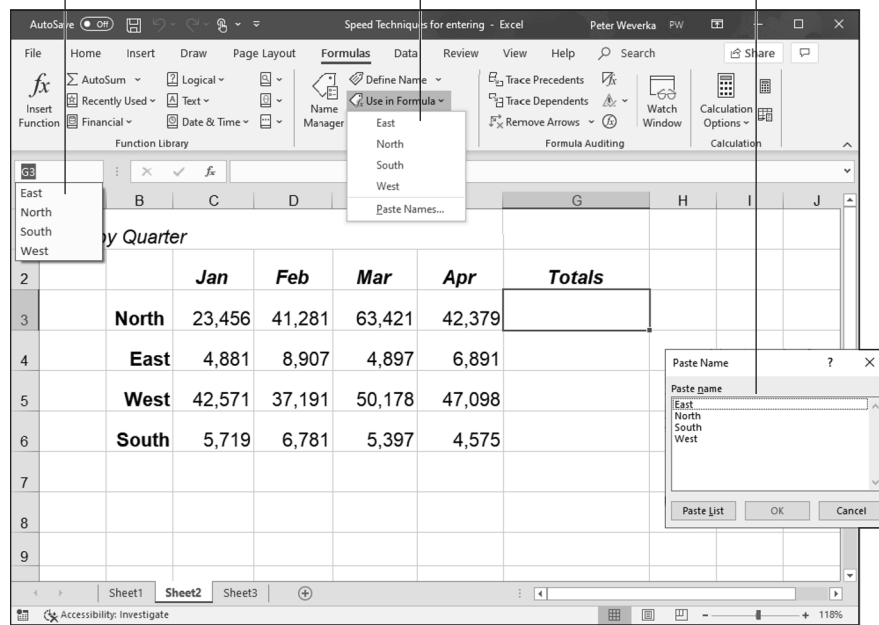 AutoSave Off Speed Techniques for entering - Excel Peter Weverka PW
File Home Insert Draw Page Layout Formulas Data Review View Help Search Share
fx AutoSum Logical Define Name Trace Precedents fx
Insert Function Recently Used Text Name Manager Use in Formula Trace Dependents Watch Window Calculation Options
Financial Date & Time Remove Arrows
Function Library Formula Auditing Calculation
East
North
South
West
Paste Names...
G3 fx
East
North
South
West
B C D G H I J
by Quarter
2 Jan Feb Mar Apr Totals
3 North 23,456 41,281 63,421 42,379
4 East 4,881 8,907 4,897 6,891
5 West 42,571 37,191 50,178 47,098
6 South 5,719 6,781 5,397 4,575
7
8
9
Paste Name ? X
Paste name
East
North
South
West
Paste List OK Cancel
Sheet1 Sheet2 Sheet3
Accessibility: Investigate 118%